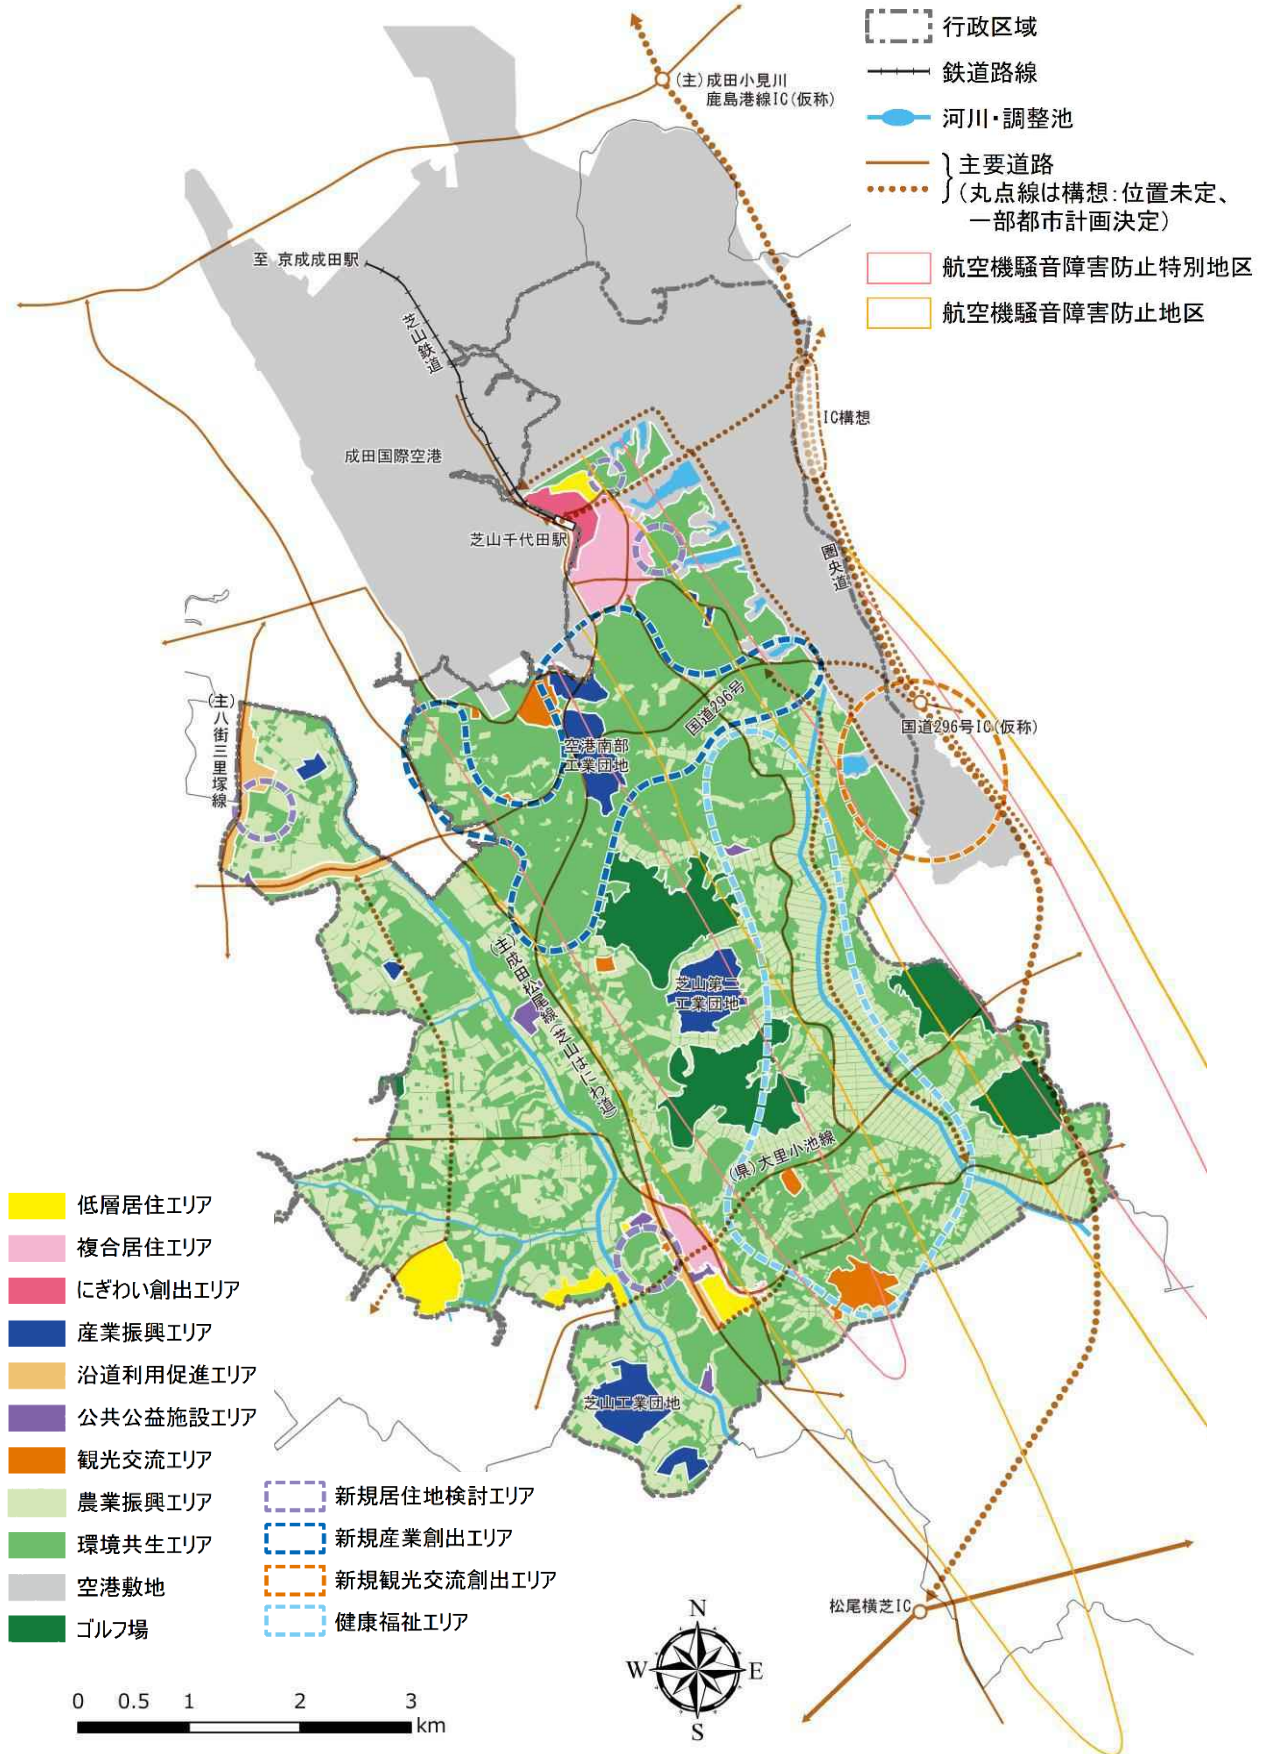 行政区域
鉄道路線
河川・調整池
主要道路
(丸点線は構想:位置未定、
一部都市計画決定)
航空機騒音障害防止特別地区
航空機騒音障害防止地区
(主)成田小見川
鹿島港線IC(仮称)
至 京成成田駅
芝山鉄道
IC構想
成田国際空港
芝山千代田駅
圏央道
(主)八街三里塚線
国道296号
国道296号IC(仮称)
空港南部
工業団地
(主)成田松尾線(芝山はにわ道)
芝山第二
工業団地
(県)大里小池線
芝山工業団地
松尾横芝IC
低層居住エリア
複合居住エリア
にぎわい創出エリア
産業振興エリア
沿道利用促進エリア
公共公益施設エリア
観光交流エリア
農業振興エリア
環境共生エリア
空港敷地
ゴルフ場
新規居住地検討エリア
新規産業創出エリア
新規観光交流創出エリア
健康福祉エリア
N
W E
S
0 0.5 1 2 3
km